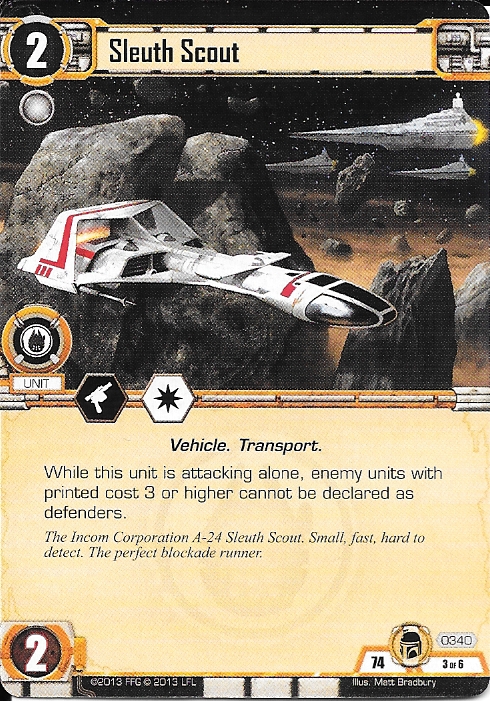 2
Sleuth Scout
UNIT
Vehicle. Transport.
While this unit is attacking alone, enemy units with
printed cost 3 or higher cannot be declared as
defenders.
The Incom Corporation A-24 Sleuth Scout. Small, fast, hard to
detect. The perfect blockade runner.
2
74
0340
3 OF 6
©2013 FFG © 2013 LFL
Illus. Matt Bradbury